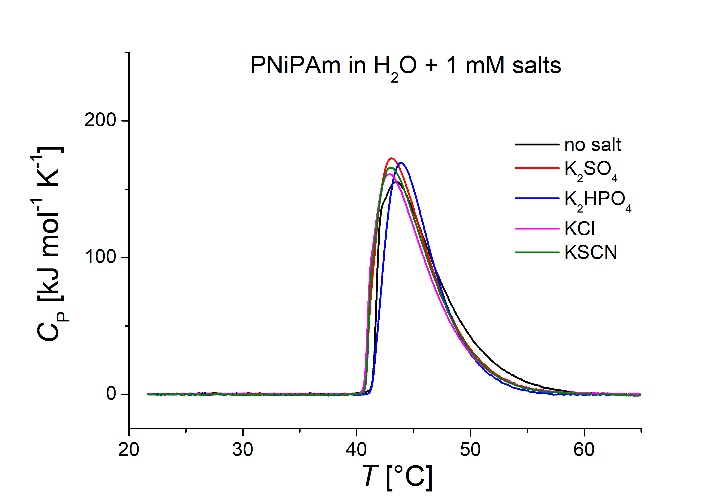 PNiPAm in H₂O + 1 mM salts
200
100
0
Cₚ [kJ mol⁻¹ K⁻¹]
no salt
K₂SO₄
K₂HPO₄
KCl
KSCN
20 30 40 50 60
T [°C]